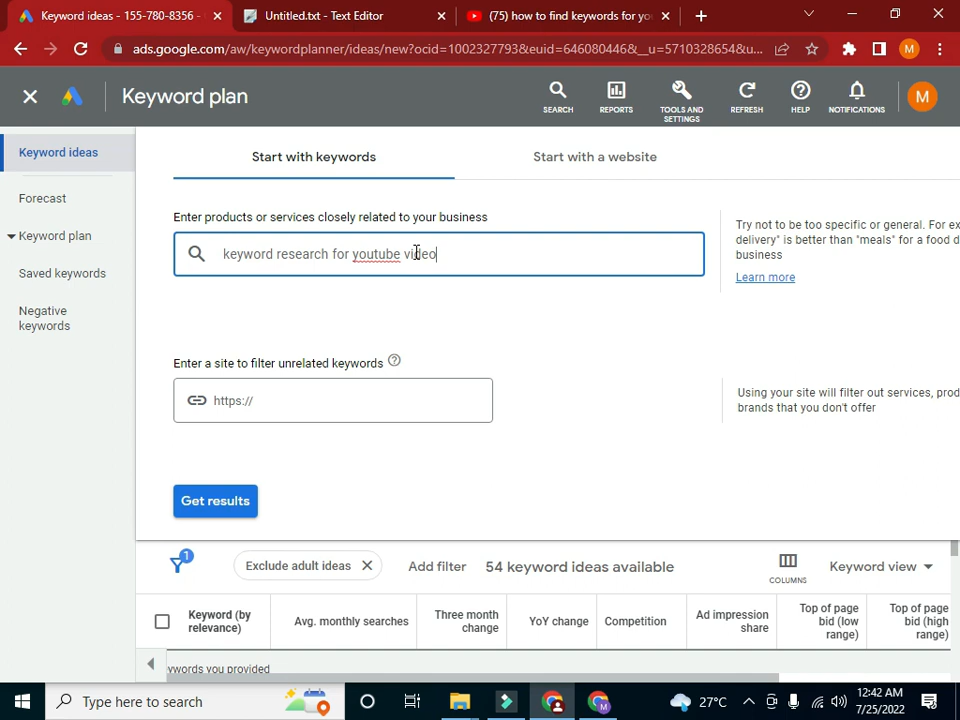 Keyword ideas - 155-780-8356 -
Untitled.txt - Text Editor
(75) how to find keywords for yo
ads.google.com/aw/keywordplanner/ideas/new?ocid=1002327793&euid=646080446&__u=5710328654&u...
M
Keyword plan
SEARCH
REPORTS
TOOLS AND
SETTINGS
REFRESH
HELP
NOTIFICATIONS
M
Keyword ideas
Forecast
Keyword plan
Saved keywords
Negative
keywords
Start with keywords
Start with a website
Enter products or services closely related to your business
keyword research for youtube video
Try not to be too specific or general. For ex
delivery" is better than "meals" for a food d
business
Learn more
Enter a site to filter unrelated keywords
https://
Using your site will filter out services, prod
brands that you don't offer
Get results
1
Exclude adult ideas
Add filter
54 keyword ideas available
COLUMNS
Keyword view
Keyword (by
relevance)
Avg. monthly searches
Three month
change
YoY change
Competition
Ad impression
share
Top of page
bid (low
range)
Top of page
bid (high
range)
ywords you provided
Type here to search
27°C
12:42 AM
7/25/2022